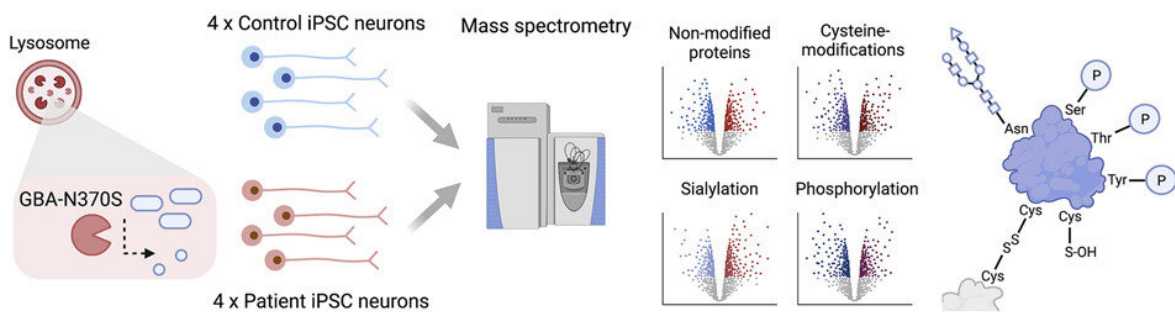 Lysosome
GBA-N370S
4 x Control iPSC neurons
4 x Patient iPSC neurons
Mass spectrometry
Non-modified
proteins
Cysteine-
modifications
Sialylation
Phosphorylation
Asn
Ser
P
Thr
P
Tyr
P
Cys
Cys
S
S
S-OH
Cys